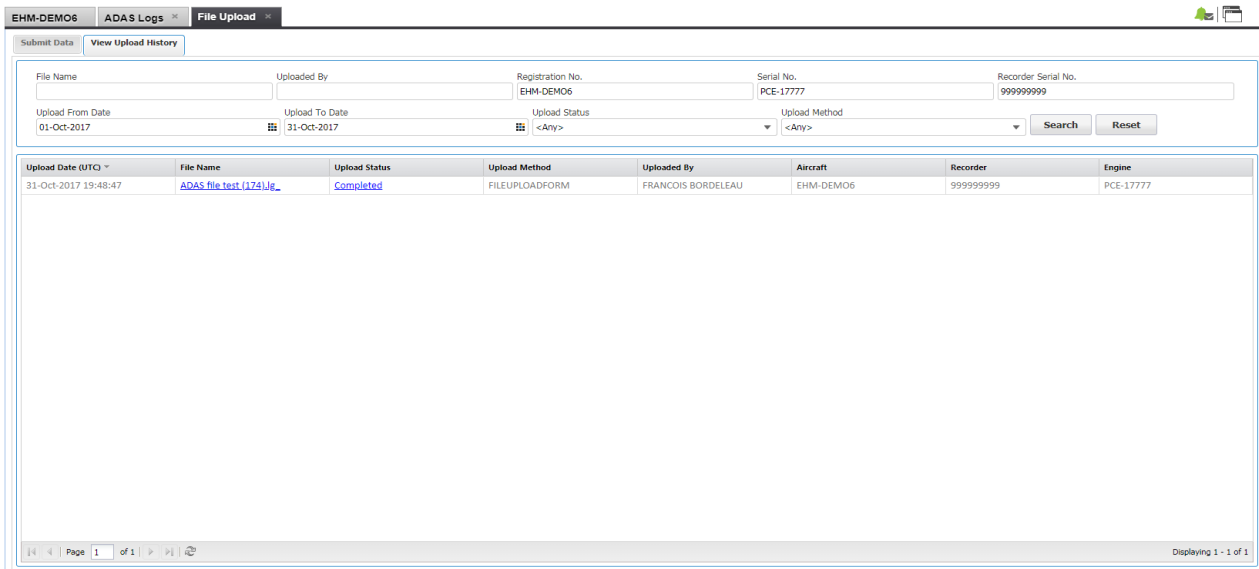 EHM-DEMO6 ADAS Logs × File Upload ×
Submit Data View Upload History
File Name Uploaded By Registration No. Serial No. Recorder Serial No.
EHM-DEMO6 PCE-17777 999999999
Upload From Date Upload To Date Upload Status Upload Method
01-Oct-2017 31-Oct-2017 <Any> <Any> Search Reset
Upload Date (UTC) File Name Upload Status Upload Method Uploaded By Aircraft Recorder Engine
31-Oct-2017 19:48:47 ADAS file test (174).lg_ Completed FILEUPLOADFORM FRANCOIS BORDELEAU EHM-DEMO6 999999999 PCE-17777
Page 1 of 1 Displaying 1 - 1 of 1